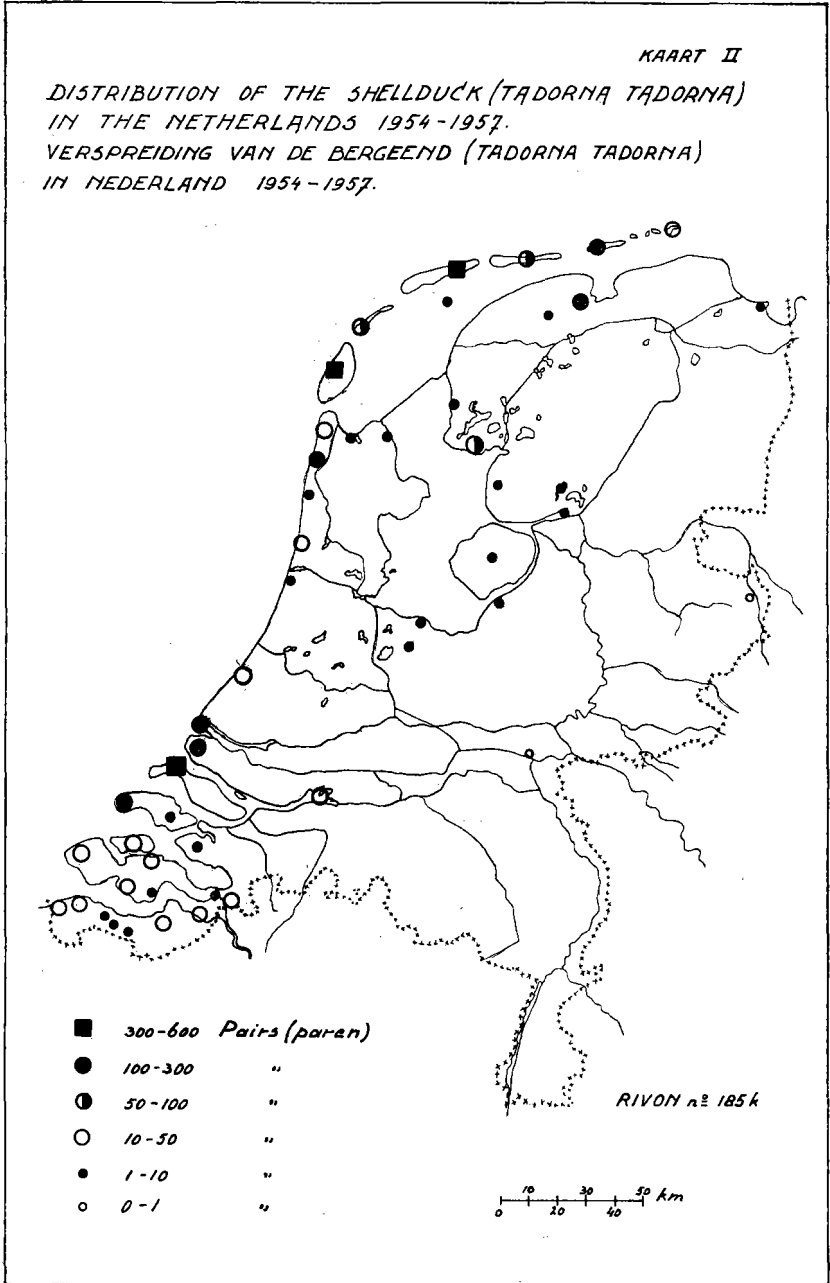 KAART II
DISTRIBUTION OF THE SHELLDUCK (TADORNA TADORNA)
IN THE NETHERLANDS 1954-1957.
VERSPREIDING VAN DE BERGEEND (TADORNA TADORNA)
IN NEDERLAND 1954-1957.
300-600 Pairs (paren)
100-300 "
50-100 "
10-50 "
1-10 "
0-1 "
RIVON nº 185k
10 30 50 km
0 20 40